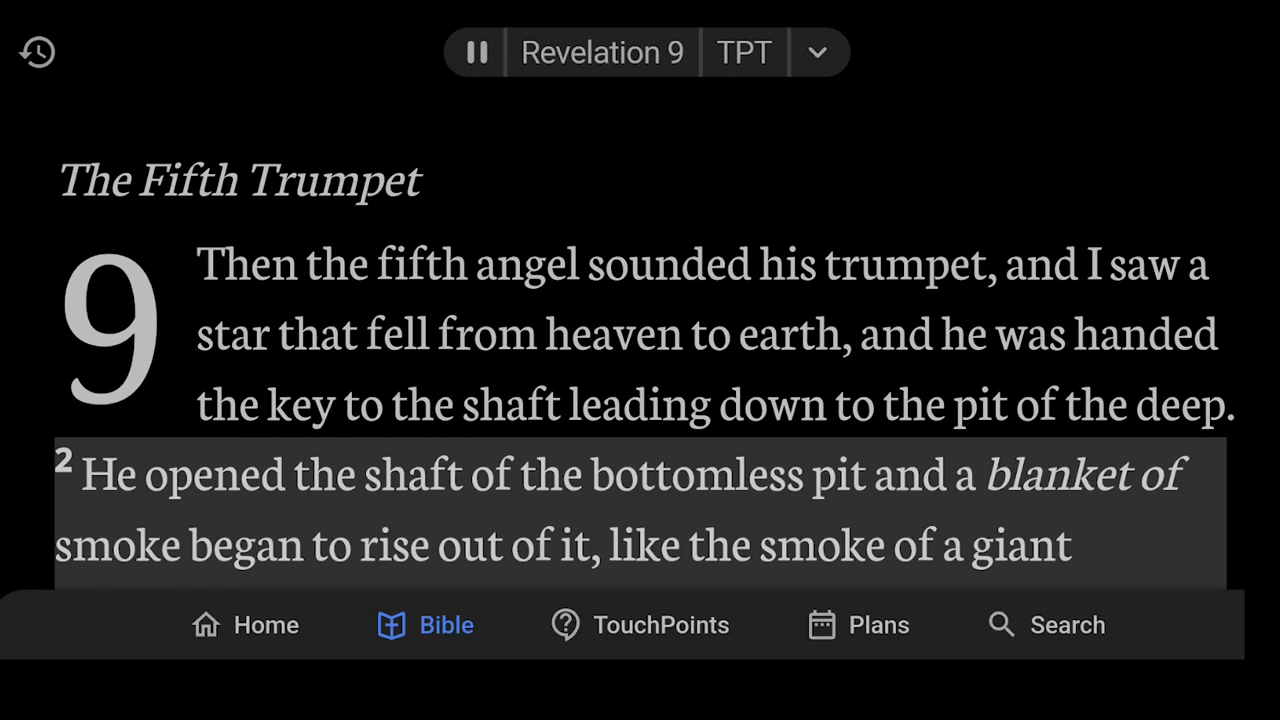 Revelation 9 TPT
The Fifth Trumpet
9 Then the fifth angel sounded his trumpet, and I saw a
star that fell from heaven to earth, and he was handed
the key to the shaft leading down to the pit of the deep.
2 He opened the shaft of the bottomless pit and a blanket of
smoke began to rise out of it, like the smoke of a giant
Home Bible TouchPoints Plans Search